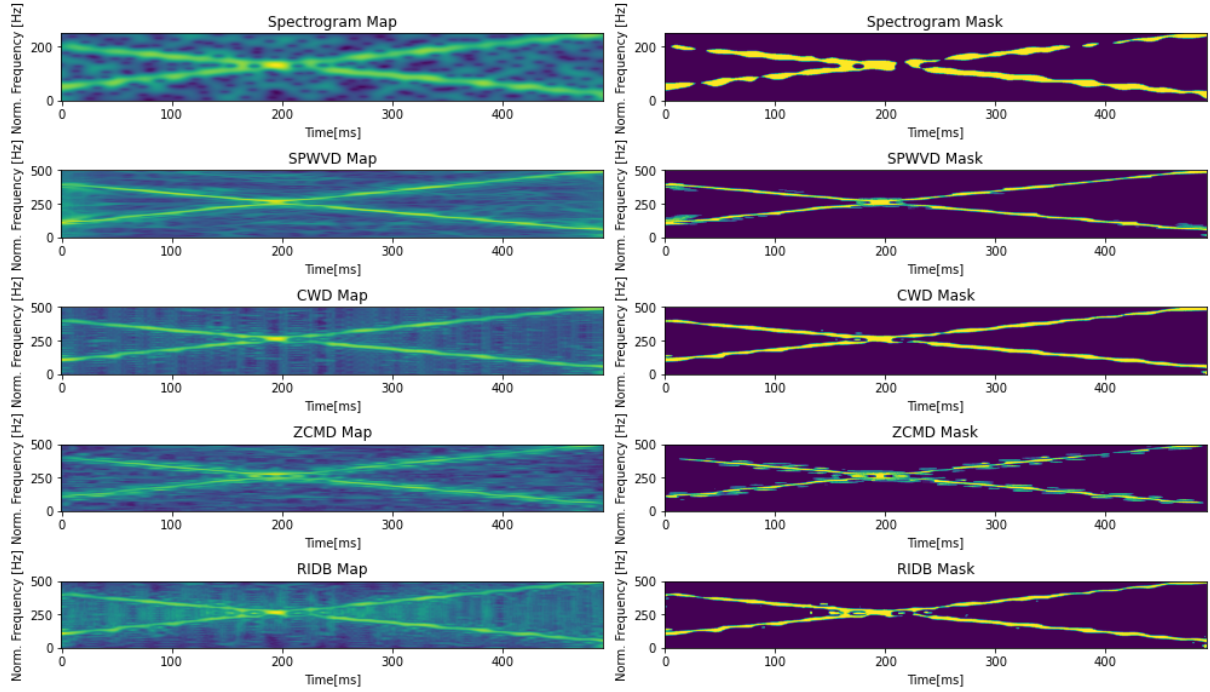 Spectrogram Map
Norm. Frequency [Hz]
200
0
0 100 200 300 400
Time[ms]
Spectrogram Mask
Norm. Frequency [Hz]
200
0
0 100 200 300 400
Time[ms]
SPWVD Map
Norm. Frequency [Hz]
500
250
0
0 100 200 300 400
Time[ms]
SPWVD Mask
Norm. Frequency [Hz]
500
250
0
0 100 200 300 400
Time[ms]
CWD Map
Norm. Frequency [Hz]
500
250
0
0 100 200 300 400
Time[ms]
CWD Mask
Norm. Frequency [Hz]
500
250
0
0 100 200 300 400
Time[ms]
ZCMD Map
Norm. Frequency [Hz]
500
250
0
0 100 200 300 400
Time[ms]
ZCMD Mask
Norm. Frequency [Hz]
500
250
0
0 100 200 300 400
Time[ms]
RIDB Map
Norm. Frequency [Hz]
500
250
0
0 100 200 300 400
Time[ms]
RIDB Mask
Norm. Frequency [Hz]
500
250
0
0 100 200 300 400
Time[ms]